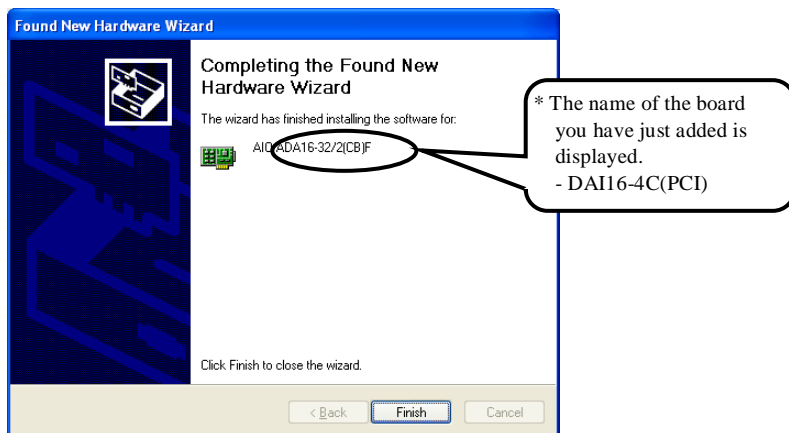 Found New Hardware Wizard
Completing the Found New
Hardware Wizard
The wizard has finished installing the software for:
AIO ADA16-32/2(CB)F
* The name of the board
you have just added is
displayed.
- DAI16-4C(PCI)
Click Finish to close the wizard.
< Back
Finish
Cancel